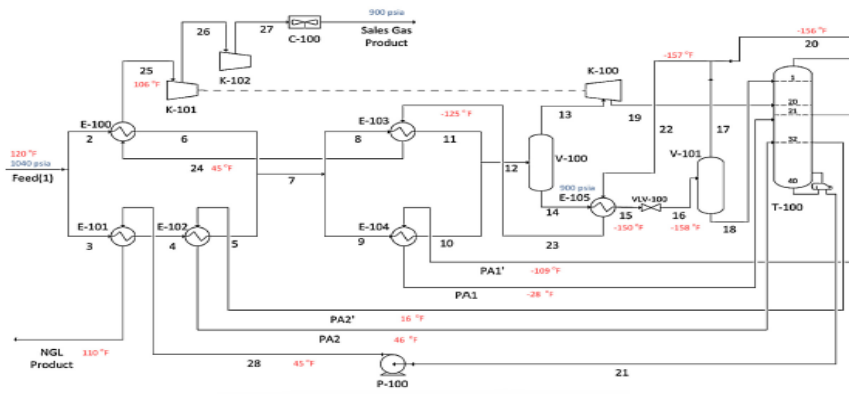 900 psia
-156 °F
26
27
C-100
Sales Gas
Product
20
25
K-102
-157 °F
K-100
106 °F
K-101
1
E-100
E-103
-125 °F
13
19
20
21
2
6
8
11
22
17
120 °F
1040 psia
Feed(1)
24
45 °F
7
12
V-100
V-101
32
900 psia
E-105
VLV-100
14
15
16
40
E-101
E-102
E-104
-150 °F
-158 °F
18
T-100
3
4
5
9
10
23
PA1'
-109 °F
PA1
-28 °F
PA2'
16 °F
PA2
46 °F
NGL
Product
110 °F
28
45 °F
P-100
21